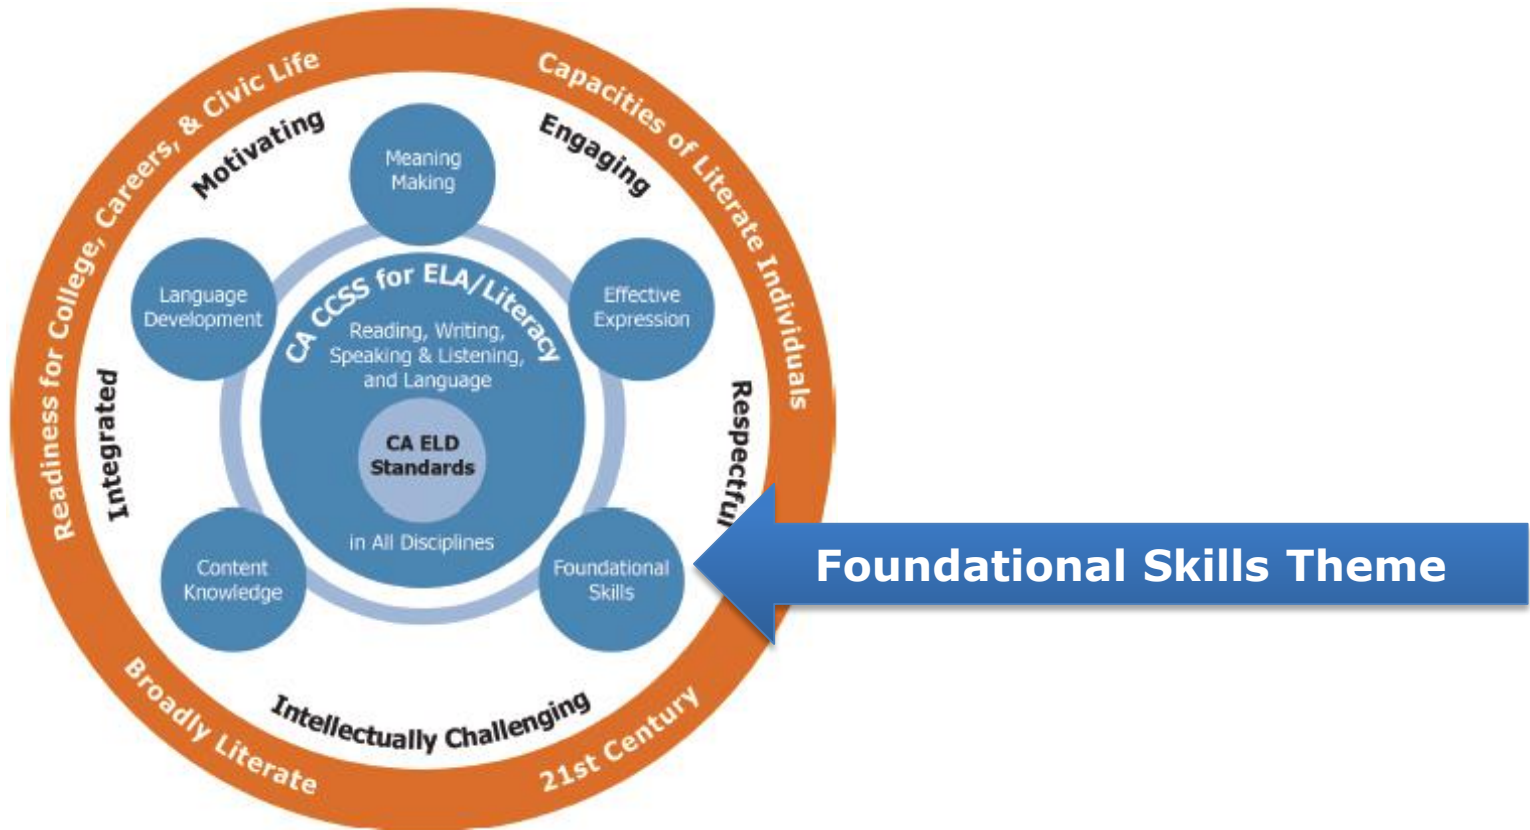 Readiness for College, Careers, & Civic Life
Capacities of Literate Individuals
Motivating
Engaging
Meaning
Making
Language
Development
Effective
Expression
CA CCSS for ELA/Literacy
Reading, Writing,
Speaking & Listening,
and Language
Integrated
Respectful
CA ELD
Standards
in All Disciplines
Content
Knowledge
Foundational
Skills
Foundational Skills Theme
Intellectually Challenging
Broadly Literate
21st Century